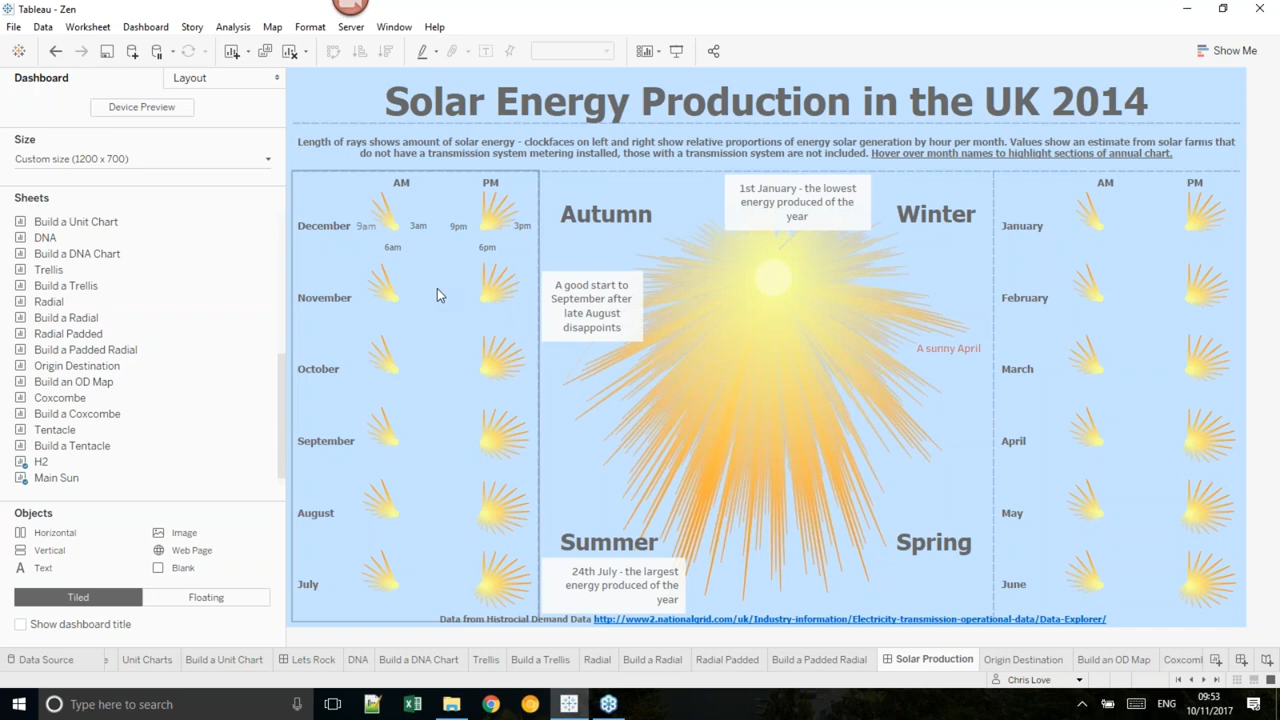 Tableau - Zen
File Data Worksheet Dashboard Story Analysis Map Format Server Window Help
Show Me
Dashboard
Layout
Device Preview
Size
Custom size (1200 x 700)
Sheets
Build a Unit Chart
DNA
Build a DNA Chart
Trellis
Build a Trellis
Radial
Build a Radial
Radial Padded
Build a Padded Radial
Origin Destination
Build an OD Map
Coxcombe
Build a Coxcombe
Tentacle
Build a Tentacle
H2
Main Sun
Objects
Horizontal
Image
Vertical
Web Page
Text
Blank
Tiled
Floating
Show dashboard title
Solar Energy Production in the UK 2014
Length of rays shows amount of solar energy - clockfaces on left and right show relative proportions of energy solar generation by hour per month. Values show an estimate from solar farms that
do not have a transmission system metering installed, those with a transmission system are not included. Hover over month names to highlight sections of annual chart.
AM
PM
December
9am
3am
9pm
3pm
6am
6pm
November
October
September
August
July
Autumn
1st January - the lowest
energy produced of the
year
Winter
A good start to
September after
late August
disappoints
A sunny April
Summer
Spring
24th July - the largest
energy produced of the
year
AM
PM
January
February
March
April
May
June
Data from Histrocial Demand Data http://www2.nationalgrid.com/uk/Industry-information/Electricity-transmission-operational-data/Data-Explorer/
Data Source
e
Unit Charts
Build a Unit Chart
Lets Rock
DNA
Build a DNA Chart
Trellis
Build a Trellis
Radial
Build a Radial
Radial Padded
Build a Padded Radial
Solar Production
Origin Destination
Build an OD Map
Coxcoml
Chris Love
Type here to search
ENG
09:53
10/11/2017